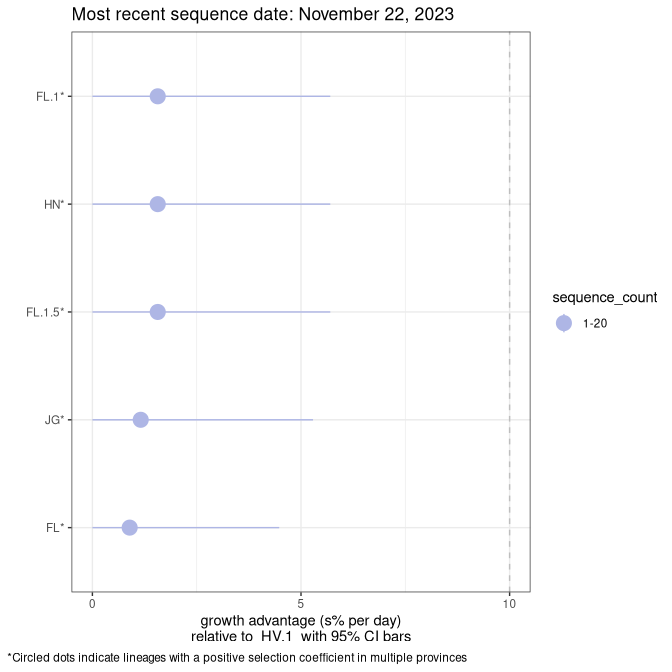 Most recent sequence date: November 22, 2023
FL.1*
HN*
FL.1.5*
JG*
FL*
sequence_count
1-20
0 5 10
growth advantage (s% per day)
relative to HV.1 with 95% CI bars
*Circled dots indicate lineages with a positive selection coefficient in multiple provinces